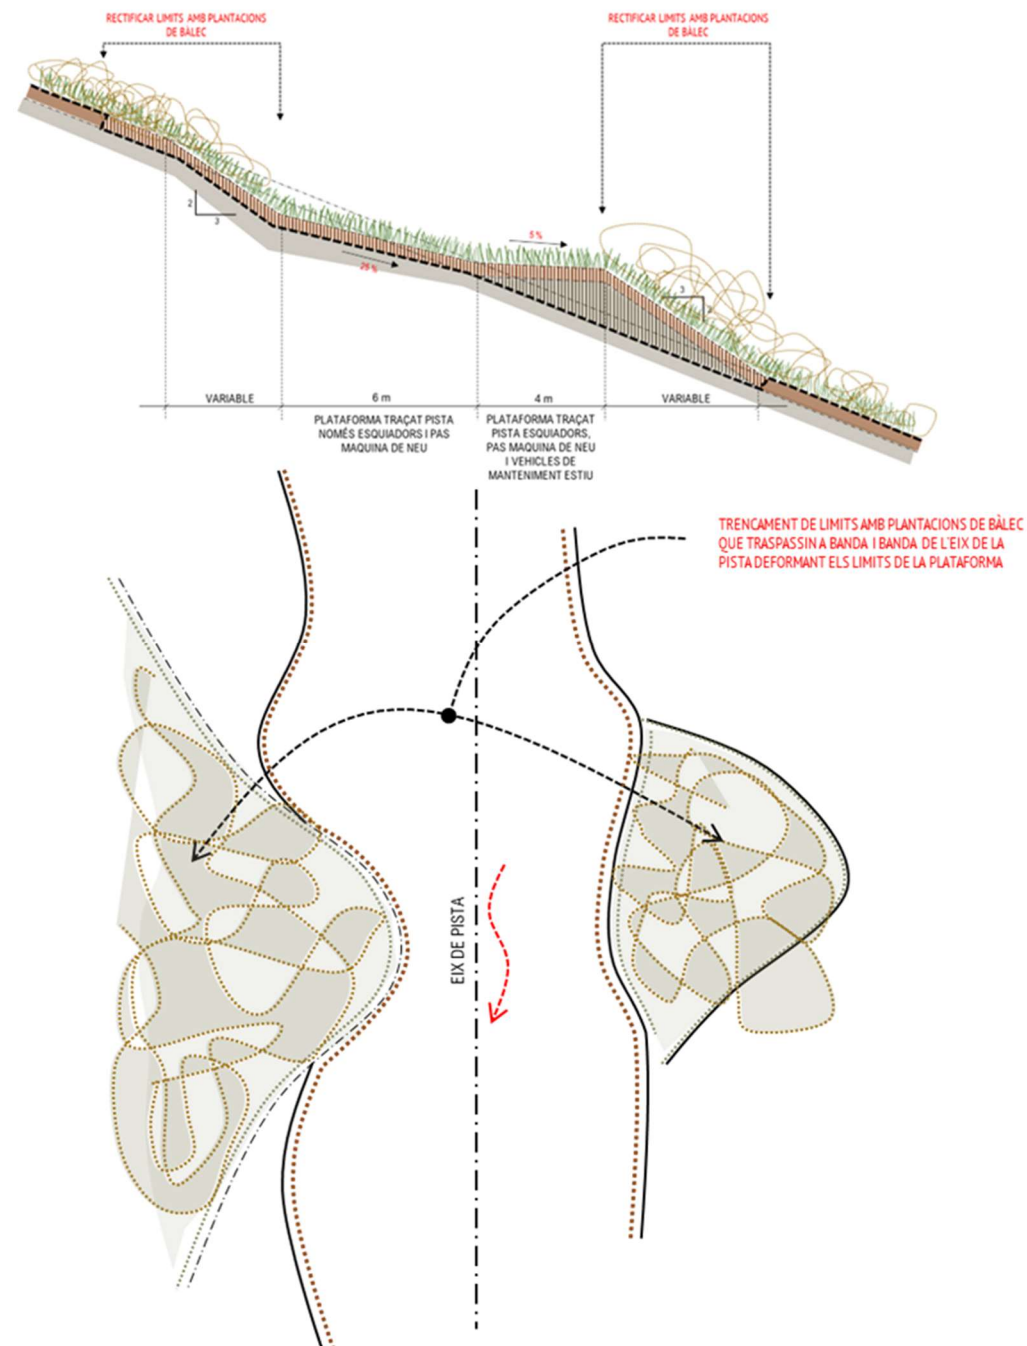 RECTIFICAR LIMITS AMB PLANTACIONS
DE BÀLEC
RECTIFICAR LIMITS AMB PLANTACIONS
DE BÀLEC
2
3
5 %
25 %
3
VARIABLE
6 m
4 m
VARIABLE
PLATAFORMA TRAÇAT PISTA
NOMÉS ESQUIADORS I PAS
MAQUINA DE NEU
PLATAFORMA TRAÇAT
PISTA ESQUIADORS,
PAS MAQUINA DE NEU
I VEHICLES DE
MANTENIMENT ESTIU
TRENCAMENT DE LIMITS AMB PLANTACIONS DE BÀLEC
QUE TRASPASSIN A BANDA I BANDA DE L'EIX DE LA
PISTA DEFORMANT ELS LIMITS DE LA PLATAFORMA
EIX DE PISTA